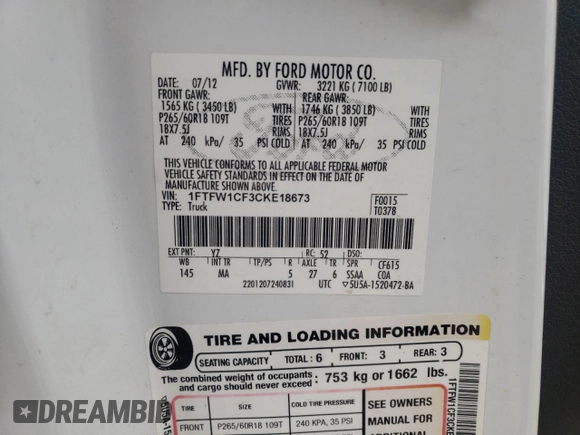 MFD. BY FORD MOTOR CO.
DATE: 07/12 GVWR: 3221 KG ( 7100 LB)
FRONT GAWR: REAR GAWR:
1565 KG ( 3450 LB) WITH 1746 KG ( 3850 LB) WITH
P265/60R18 109T TIRES P265/60R18 109T TIRES
18X7.5J RIMS 18X7.5J RIMS
AT 240 kPa/ 35 PSI COLD AT 240 kPa/ 35 PSI COLD
THIS VEHICLE CONFORMS TO ALL APPLICABLE FEDERAL MOTOR
VEHICLE SAFETY STANDARDS IN EFFECT ON THE DATE OF
MANUFACTURE SHOWN ABOVE.
VIN: 1FTFW1CF3CKE18673 F0015
TYPE: Truck T0378
EXT PNT: YZ RC: 52 DSO:
WB INT TR TP/PS R AXLE TR SPR CF615
145 MA 5 27 6 SSAA COA
2201207240831 UTC ▽5U5A-1520472-BA
TIRE AND LOADING INFORMATION
SEATING CAPACITY TOTAL: 6 FRONT: 3 REAR: 3
The combined weight of occupants
and cargo should never exceed: 753 kg or 1662 lbs.
TIRE SIZE COLD TIRE PRESSURE SEE OWNERS
FRONT P265/60R18 109T 240 KPA, 35 PSI MANUAL FOR
1FTFW1CF3CKE
DREAMBID